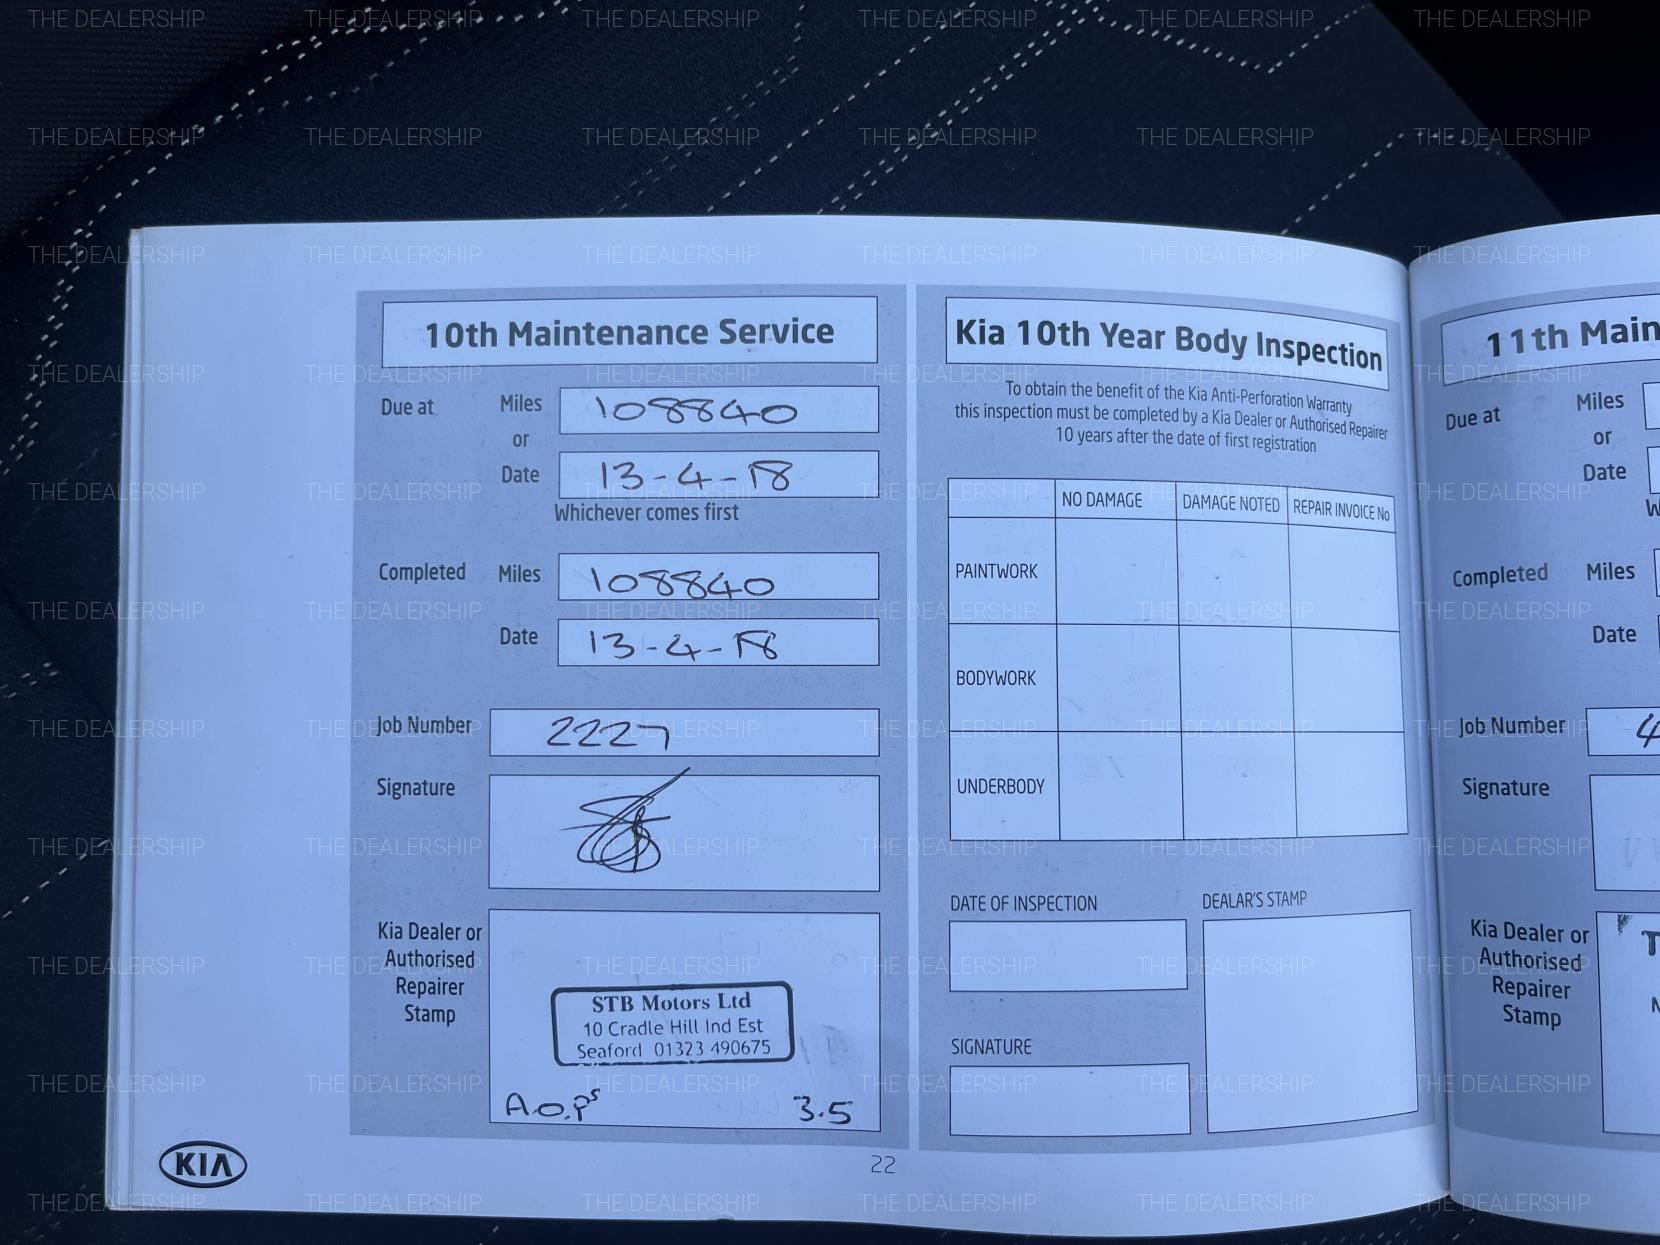 10th Maintenance Service
Due at Miles 108840
or
Date 13-4-18
Whichever comes first
Completed Miles 108840
Date 13-4-18
Job Number 2227
Signature
Kia Dealer or
Authorised
Repairer
Stamp
STB Motors Ltd
10 Cradle Hill Ind Est
Seaford 01323 490675
A.O.Ps 3.5
KIA
22
Kia 10th Year Body Inspection
To obtain the benefit of the Kia Anti-Perforation Warranty
this inspection must be completed by a Kia Dealer or Authorised Repairer
10 years after the date of first registration
NO DAMAGE DAMAGE NOTED REPAIR INVOICE No
PAINTWORK
BODYWORK
UNDERBODY
DATE OF INSPECTION
DEALAR'S STAMP
SIGNATURE
11th Main
Due at Miles
or
Date
W
Completed Miles
Date
Job Number 4
Signature
Kia Dealer or
Authorised
Repairer
Stamp
T
THE DEALERSHIP